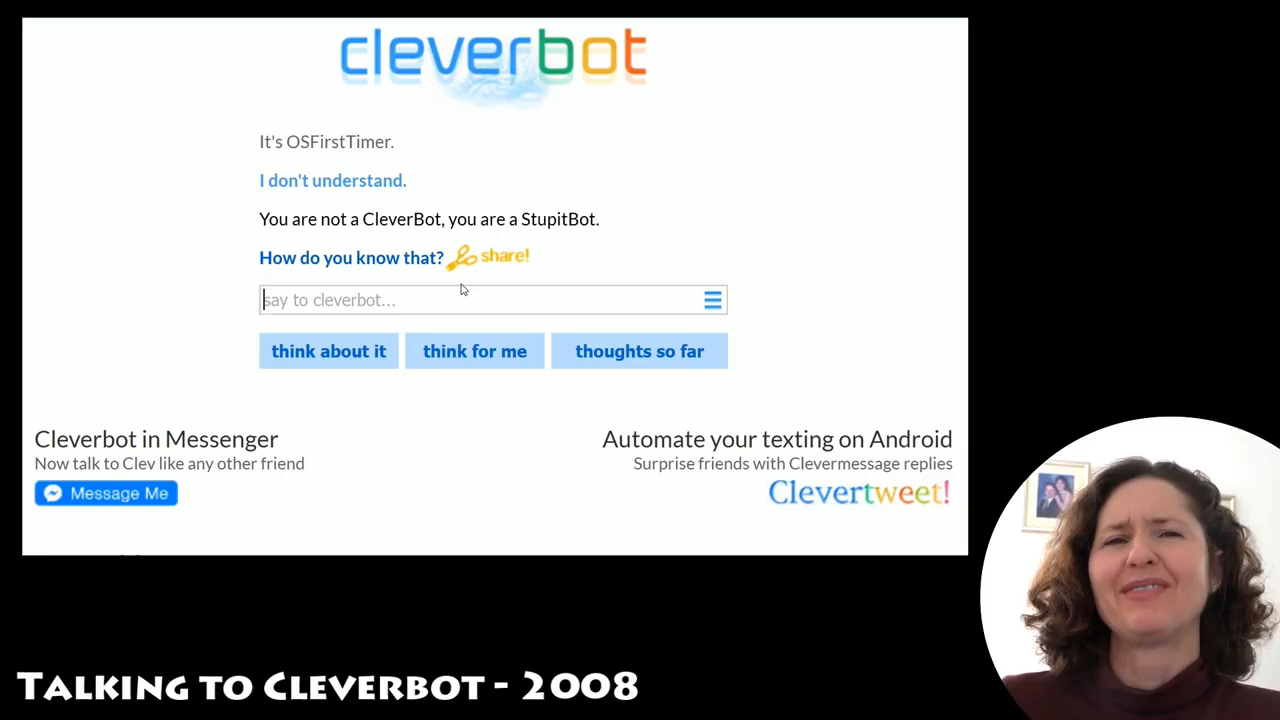 cleverbot
It's OSFirstTimer.
I don't understand.
You are not a CleverBot, you are a StupitBot.
How do you know that? share!
say to cleverbot...
think about it think for me thoughts so far
Cleverbot in Messenger
Now talk to Clev like any other friend
Message Me
Automate your texting on Android
Surprise friends with Clevermessage replies
Clevertweet!
Talking to Cleverbot - 2008